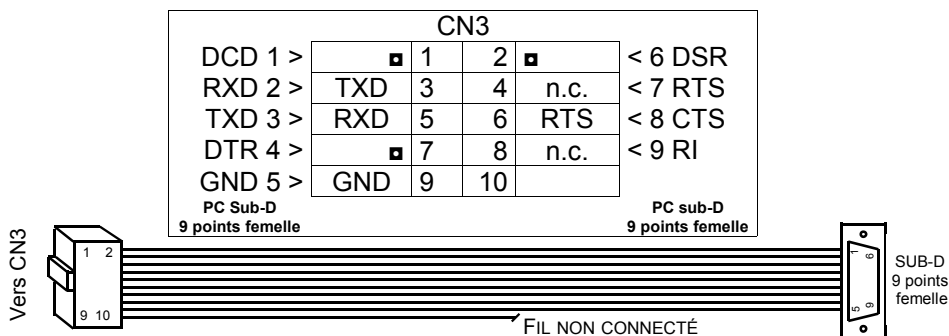 CN3
DCD 1 > ◘ 1 2 ◘ < 6 DSR
RXD 2 > TXD 3 4 n.c. < 7 RTS
TXD 3 > RXD 5 6 RTS < 8 CTS
DTR 4 > ◘ 7 8 n.c. < 9 RI
GND 5 > GND 9 10
PC Sub-D
9 points femelle
PC sub-D
9 points femelle
Vers CN3
1 2
9 10
1 6
5 9
SUB-D
9 points
femelle
FIL NON CONNECTÉ